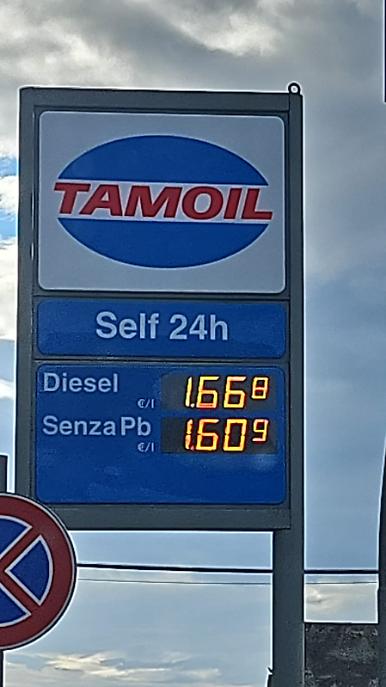 TAMOIL
Self 24h
Diesel €/l 1.668
Senza Pb €/l 1.609